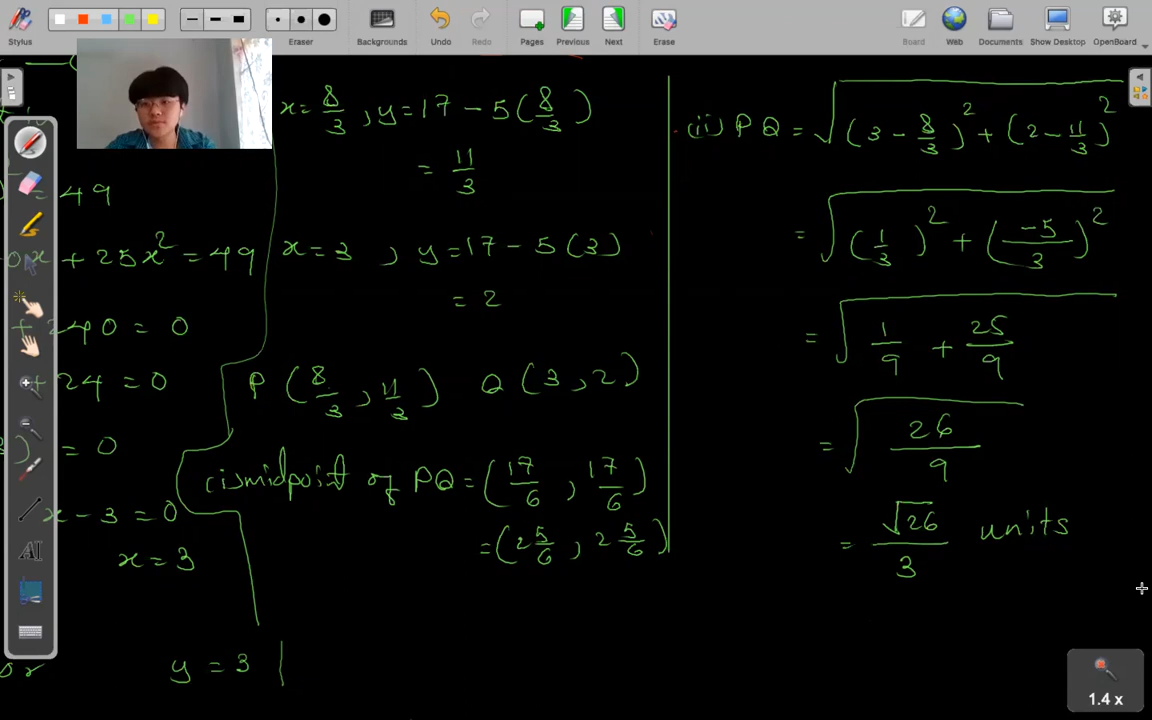 Stylus
Eraser
Backgrounds
Undo
Redo
Pages
Previous
Next
Erase
Board
Web
Documents
Show Desktop
OpenBoard
= 49
0x + 25x² = 49
+ 240 = 0
+ 24 = 0
) = 0
x - 3 = 0
x = 3
or
y = 3
x = 8/3 , y = 17 - 5(8/3)
= 11/3
x = 3 , y = 17 - 5(3)
= 2
P (8/3 , 11/3) Q (3 , 2)
(i) midpoint of PQ = (17/6 , 17/6)
= (2 5/6 , 2 5/6)
(ii) PQ = √((3 - 8/3)² + (2 - 11/3)²)
= √((1/3)² + (-5/3)²)
= √(1/9 + 25/9)
= √(26/9)
= √26/3 units
1.4 x